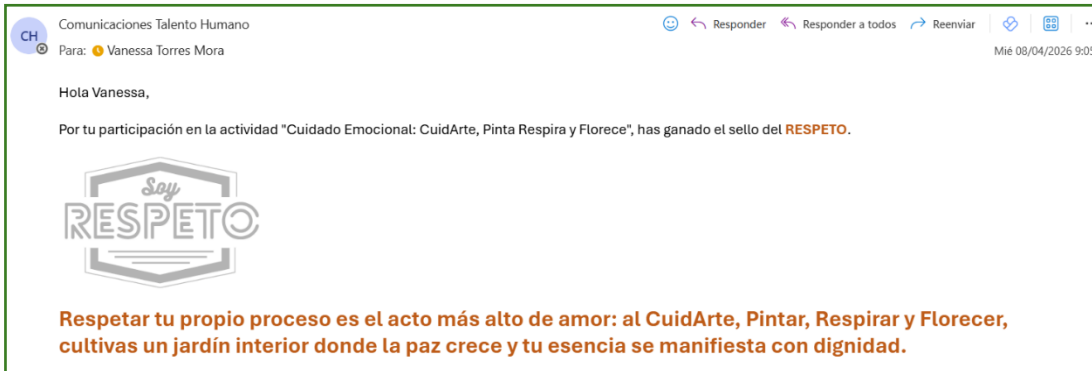 CH
Comunicaciones Talento Humano
Responder
Responder a todos
Reenviar
Para: Vanessa Torres Mora
Mié 08/04/2026 9:05
Hola Vanessa,
Por tu participación en la actividad "Cuidado Emocional: CuidArte, Pinta Respira y Florece", has ganado el sello del RESPETO.
Soy
RESPETO
Respetar tu propio proceso es el acto más alto de amor: al CuidArte, Pintar, Respirar y Florecer,
cultivas un jardín interior donde la paz crece y tu esencia se manifiesta con dignidad.